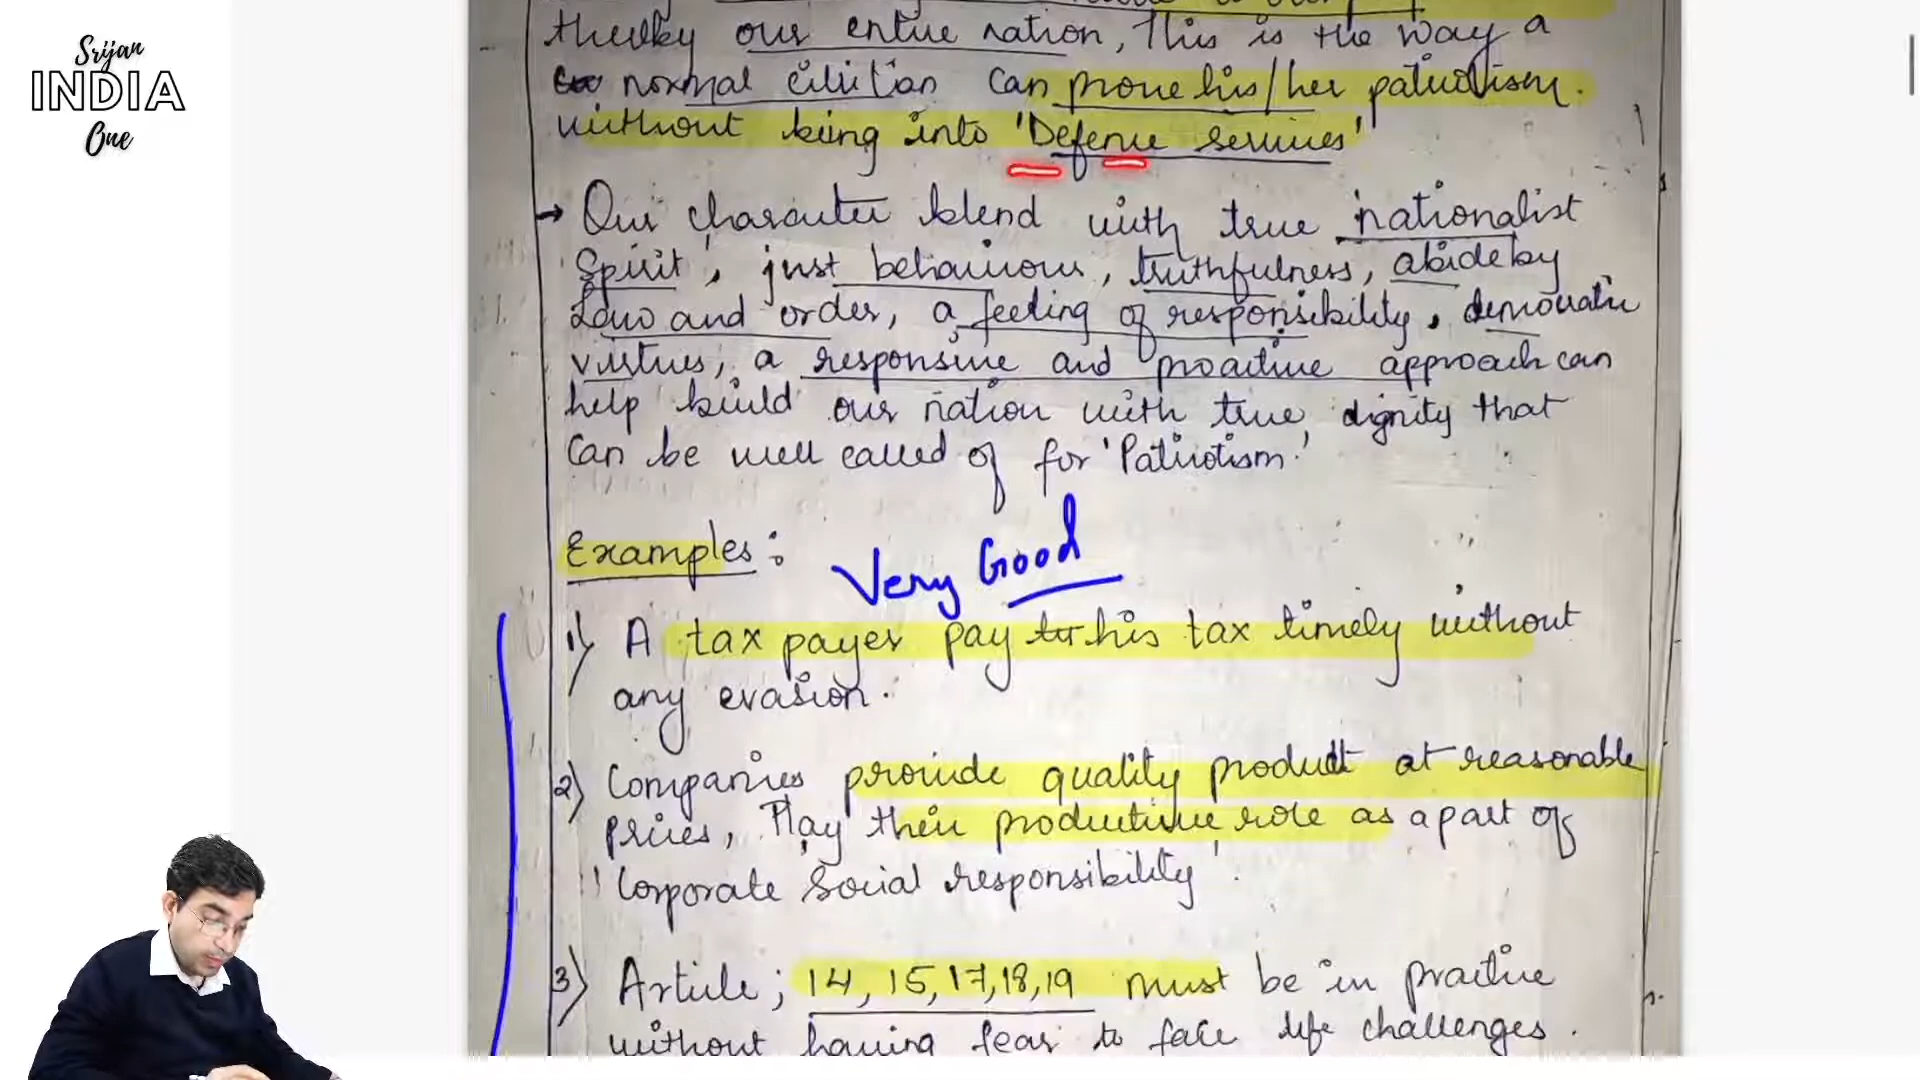 Srijan
INDIA
One
thereby our entire nation, This is the way a
normal civilian can prove his/her patriotism.
without being into 'Defense services'
→ Our character blend with true nationalist
Spirit, just behaviour, truthfulness, abide by
Law and order, a feeling of responsibility, democratic
virtues, a responsive and proactive approach can
help build our nation with true dignity that
can be well called of for 'Patriotism.'
Examples:
Very Good
1) A tax payer pay his tax timely without
any evasion.
2) Companies provide quality product at reasonable
prices, Play their productive role as a part of
'Corporate Social responsibility'.
3) Article; 14, 15, 17, 18, 19 must be in practice
without having fear to face life challenges.